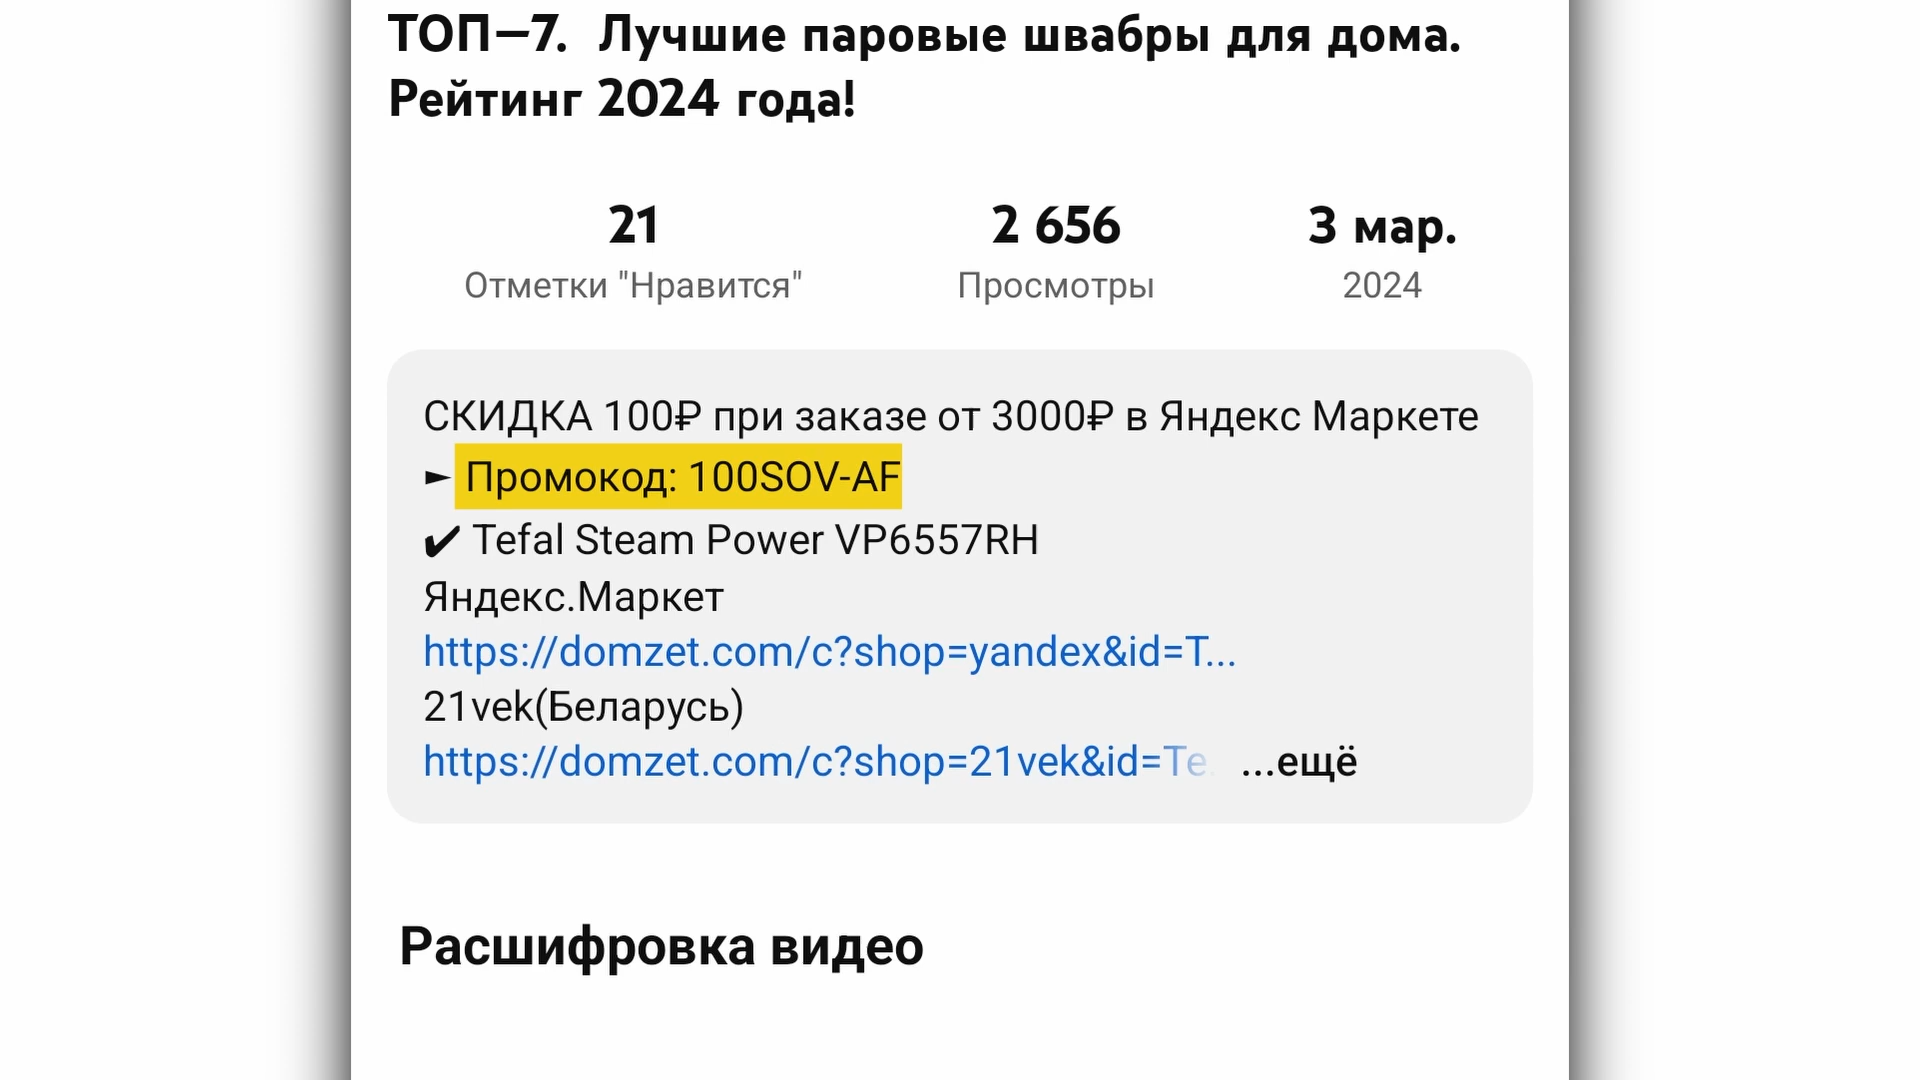 ТОП–7. Лучшие паровые швабры для дома.
Рейтинг 2024 года!
21
Отметки "Нравится"
2 656
Просмотры
3 мар.
2024
СКИДКА 100₽ при заказе от 3000₽ в Яндекс Маркете
► Промокод: 100SOV-AF
✔ Tefal Steam Power VP6557RH
Яндекс.Маркет
https://domzet.com/c?shop=yandex&id=T...
21vek(Беларусь)
https://domzet.com/c?shop=21vek&id=Te. ...ещё
Расшифровка видео